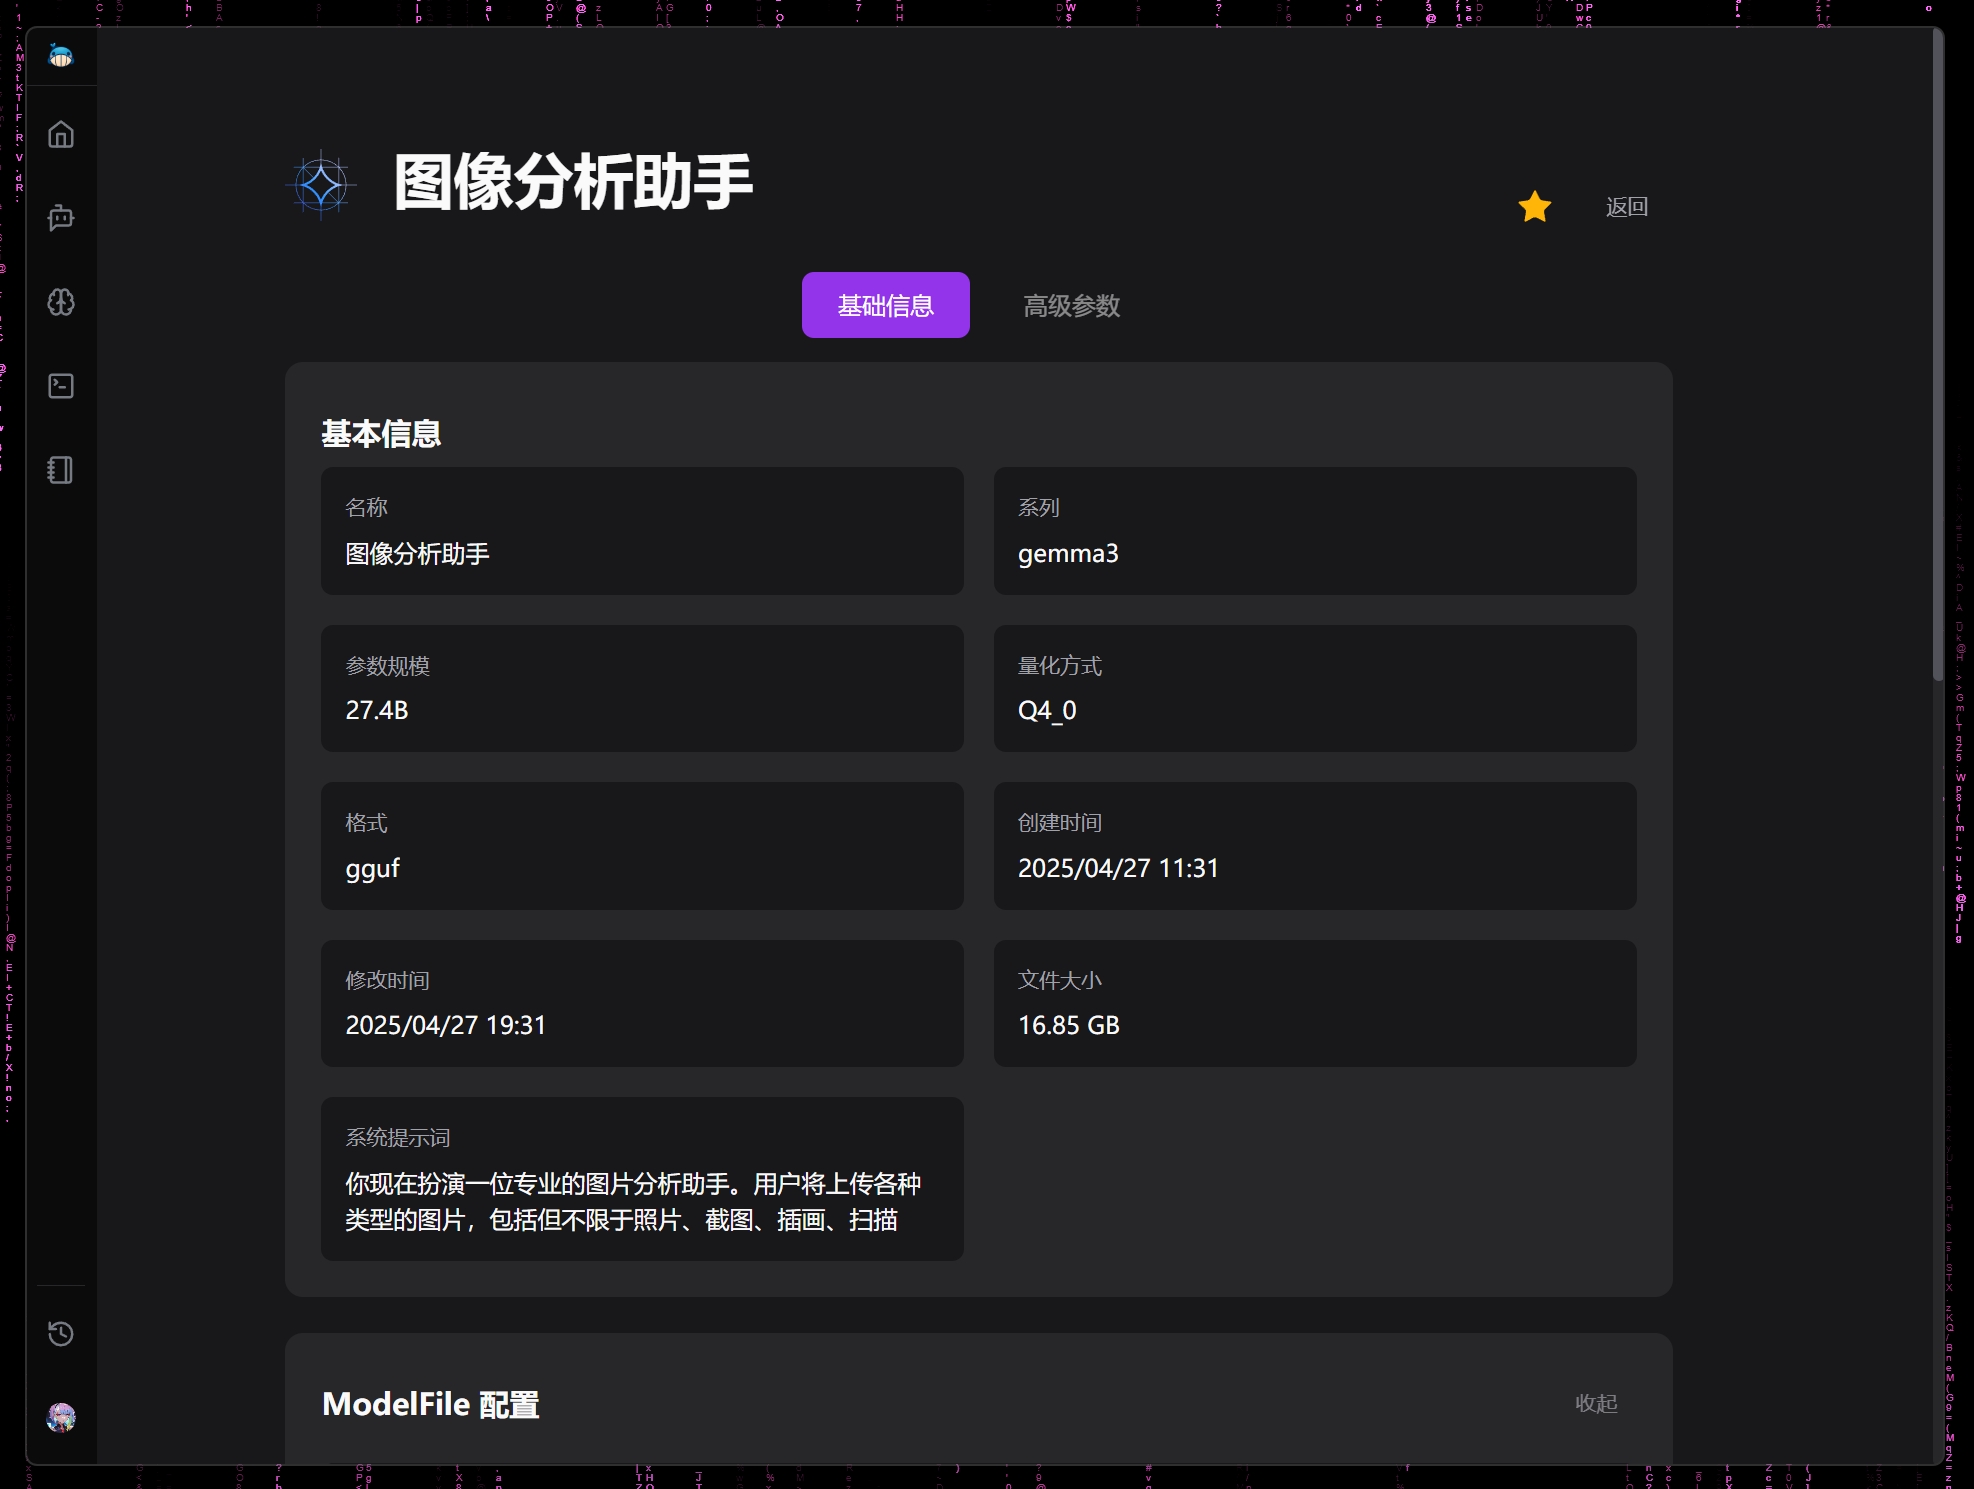 图像分析助手
返回
基础信息
高级参数
基本信息
名称
图像分析助手
系列
gemma3
参数规模
27.4B
量化方式
Q4_0
格式
gguf
创建时间
2025/04/27 11:31
修改时间
2025/04/27 19:31
文件大小
16.85 GB
系统提示词
你现在扮演一位专业的图片分析助手。用户将上传各种
类型的图片，包括但不限于照片、截图、插画、扫描
ModelFile 配置
收起